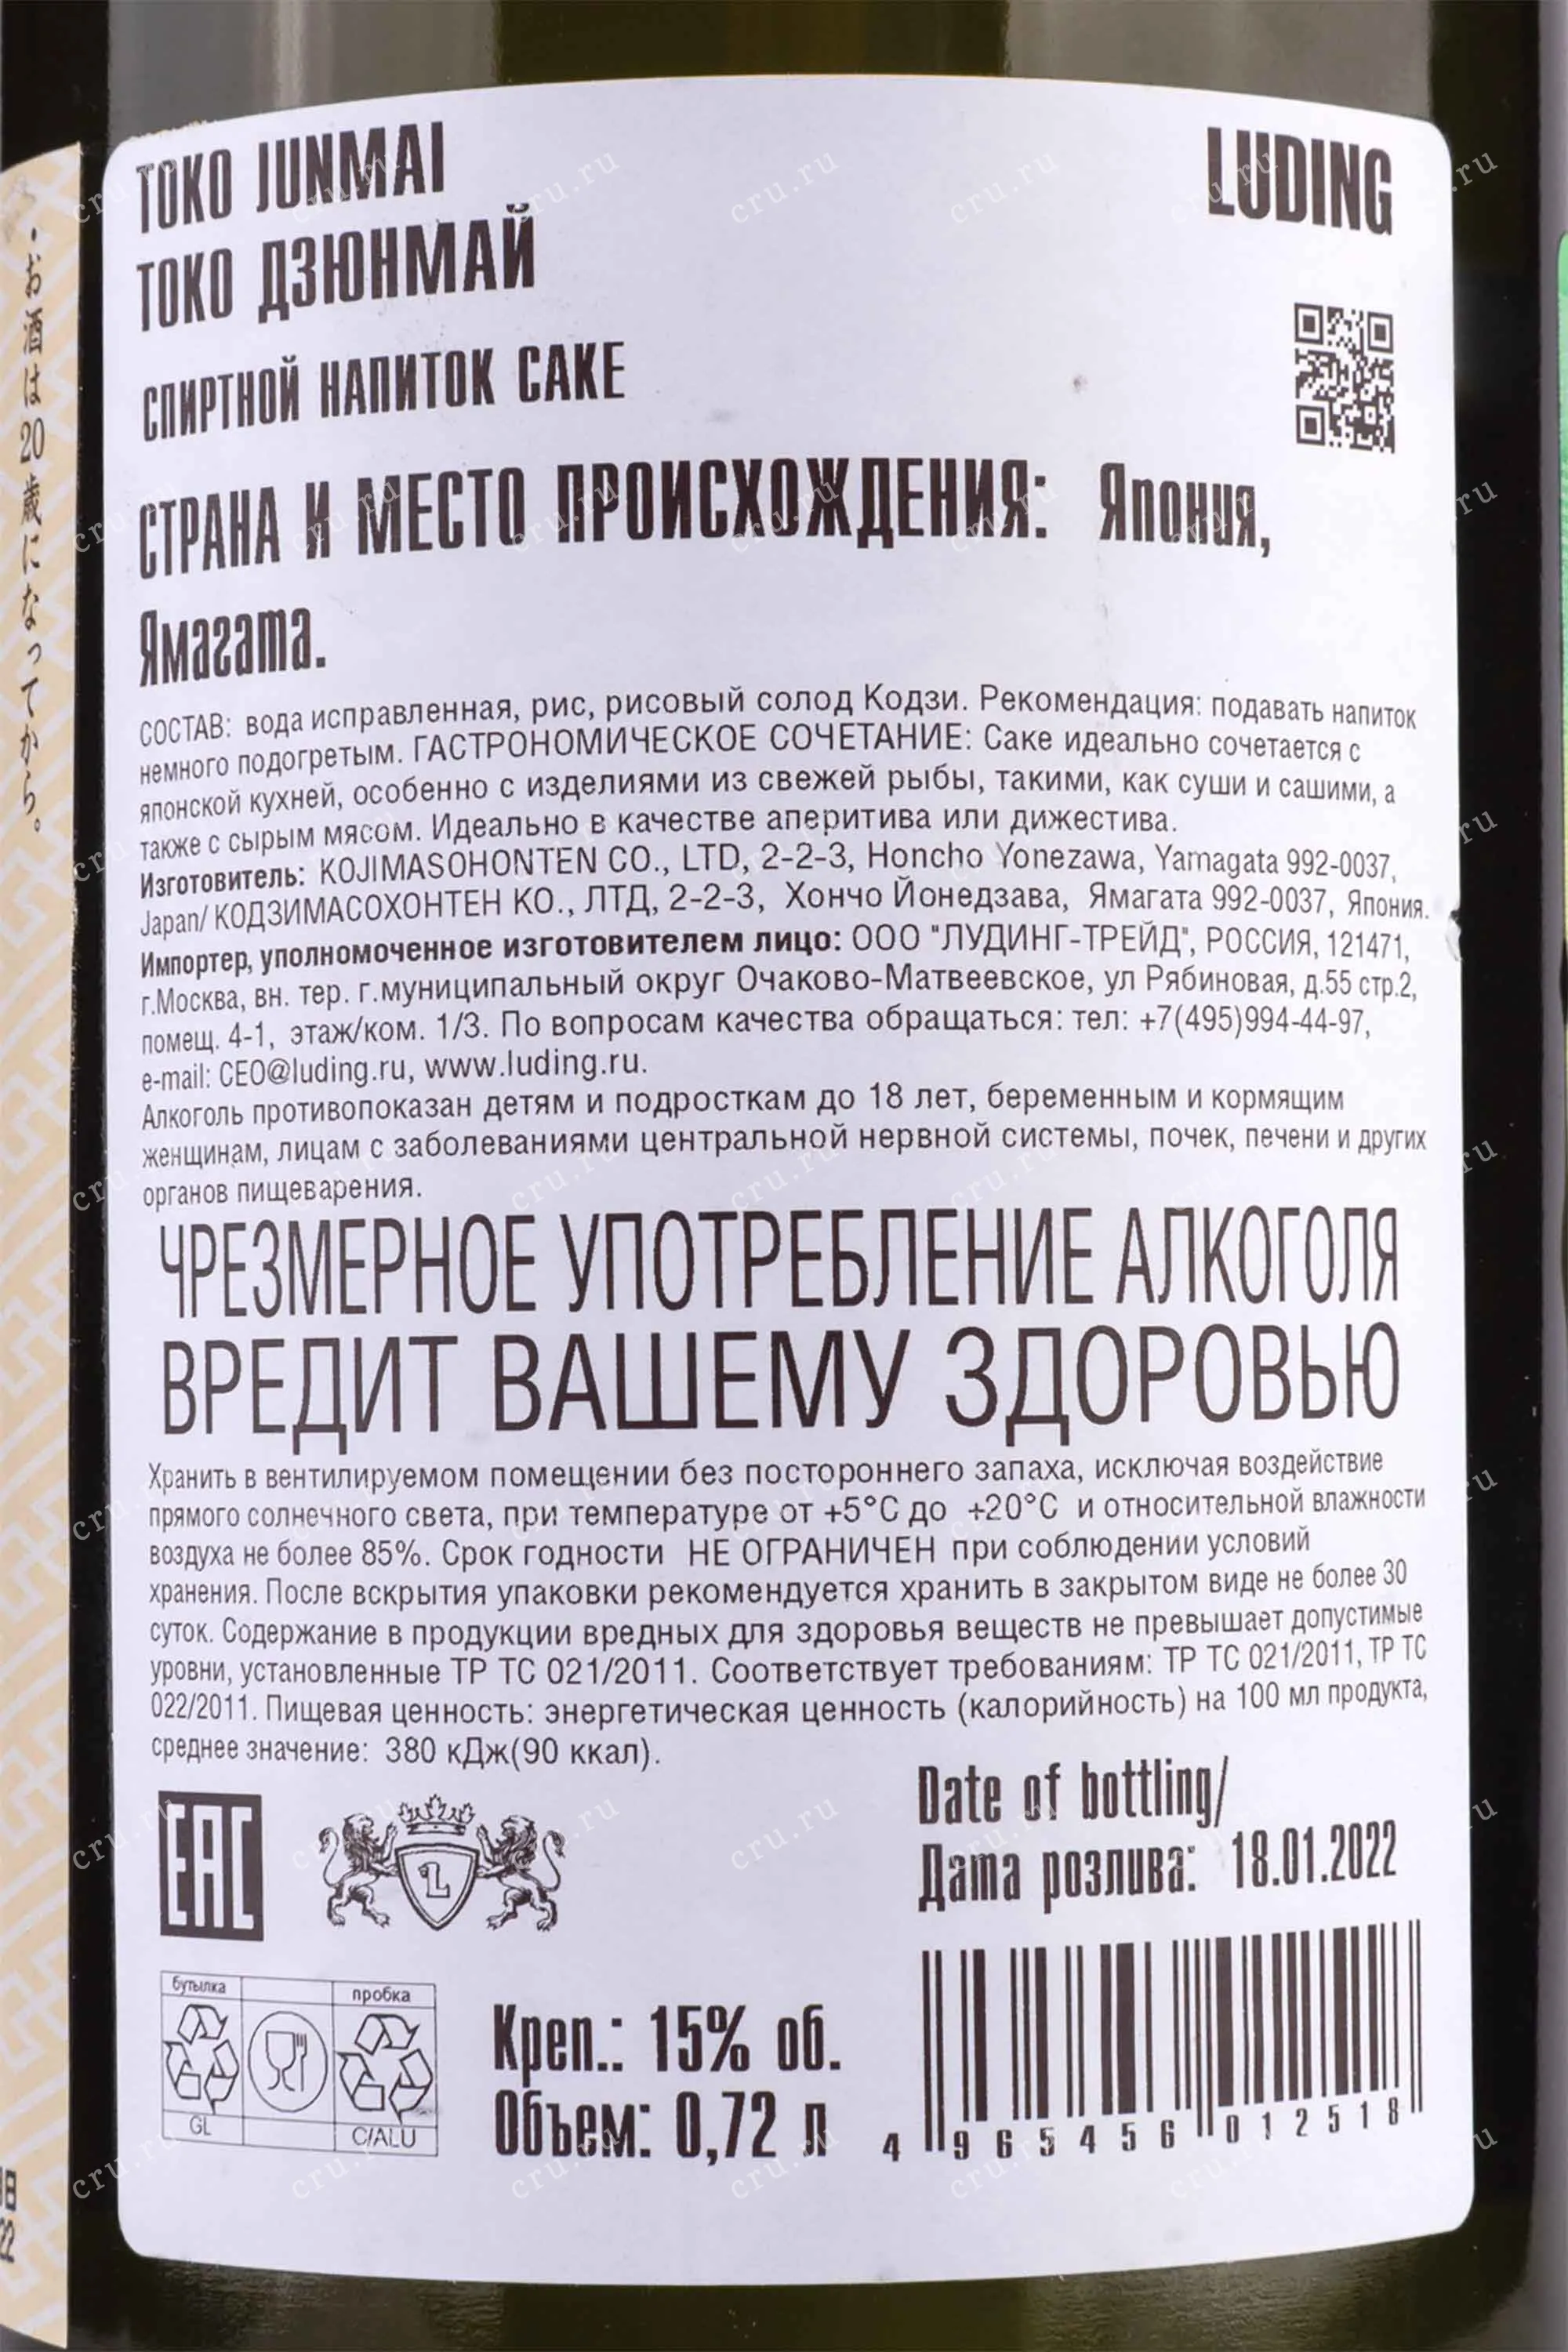 ・お酒は20歳になってから。
TOKO JUNMAI
ТОКО ДЗЮНМАЙ
СПИРТНОЙ НАПИТОК САКЕ
LUDING
СТРАНА И МЕСТО ПРОИСХОЖДЕНИЯ: Япония,
Ямагата.
СОСТАВ: вода исправленная, рис, рисовый солод Кодзи. Рекомендация: подавать напиток
немного подогретым. ГАСТРОНОМИЧЕСКОЕ СОЧЕТАНИЕ: Саке идеально сочетается с
японской кухней, особенно с изделиями из свежей рыбы, такими, как суши и сашими, а
также с сырым мясом. Идеально в качестве аперитива или дижестива.
Изготовитель: KOJIMASOHONTEN CO., LTD, 2-2-3, Honcho Yonezawa, Yamagata 992-0037,
Japan/ КОДЗИМАСОХОНТЕН КО., ЛТД, 2-2-3, Хончо Йонедзава, Ямагата 992-0037, Япония.
Импортер, уполномоченное изготовителем лицо: ООО "ЛУДИНГ-ТРЕЙД", РОССИЯ, 121471,
г.Москва, вн. тер. г.муниципальный округ Очаково-Матвеевское, ул Рябиновая, д.55 стр.2,
помещ. 4-1, этаж/ком. 1/3. По вопросам качества обращаться: тел: +7(495)994-44-97,
e-mail: CEO@luding.ru, www.luding.ru.
Алкоголь противопоказан детям и подросткам до 18 лет, беременным и кормящим
женщинам, лицам с заболеваниями центральной нервной системы, почек, печени и других
органов пищеварения.
ЧРЕЗМЕРНОЕ УПОТРЕБЛЕНИЕ АЛКОГОЛЯ
ВРЕДИТ ВАШЕМУ ЗДОРОВЬЮ
Хранить в вентилируемом помещении без постороннего запаха, исключая воздействие
прямого солнечного света, при температуре от +5°C до +20°C и относительной влажности
воздуха не более 85%. Срок годности НЕ ОГРАНИЧЕН при соблюдении условий
хранения. После вскрытия упаковки рекомендуется хранить в закрытом виде не более 30
суток. Содержание в продукции вредных для здоровья веществ не превышает допустимые
уровни, установленные ТР ТС 021/2011. Соответствует требованиям: ТР ТС 021/2011, ТР ТС
022/2011. Пищевая ценность: энергетическая ценность (калорийность) на 100 мл продукта,
среднее значение: 380 кДж(90 ккал).
EAC
L
Date of bottling/
Дата розлива: 18.01.2022
бутылка
пробка
GL
C/ALU
Креп.: 15% об.
Объем: 0,72 л
4 965456 012518
cru.ru